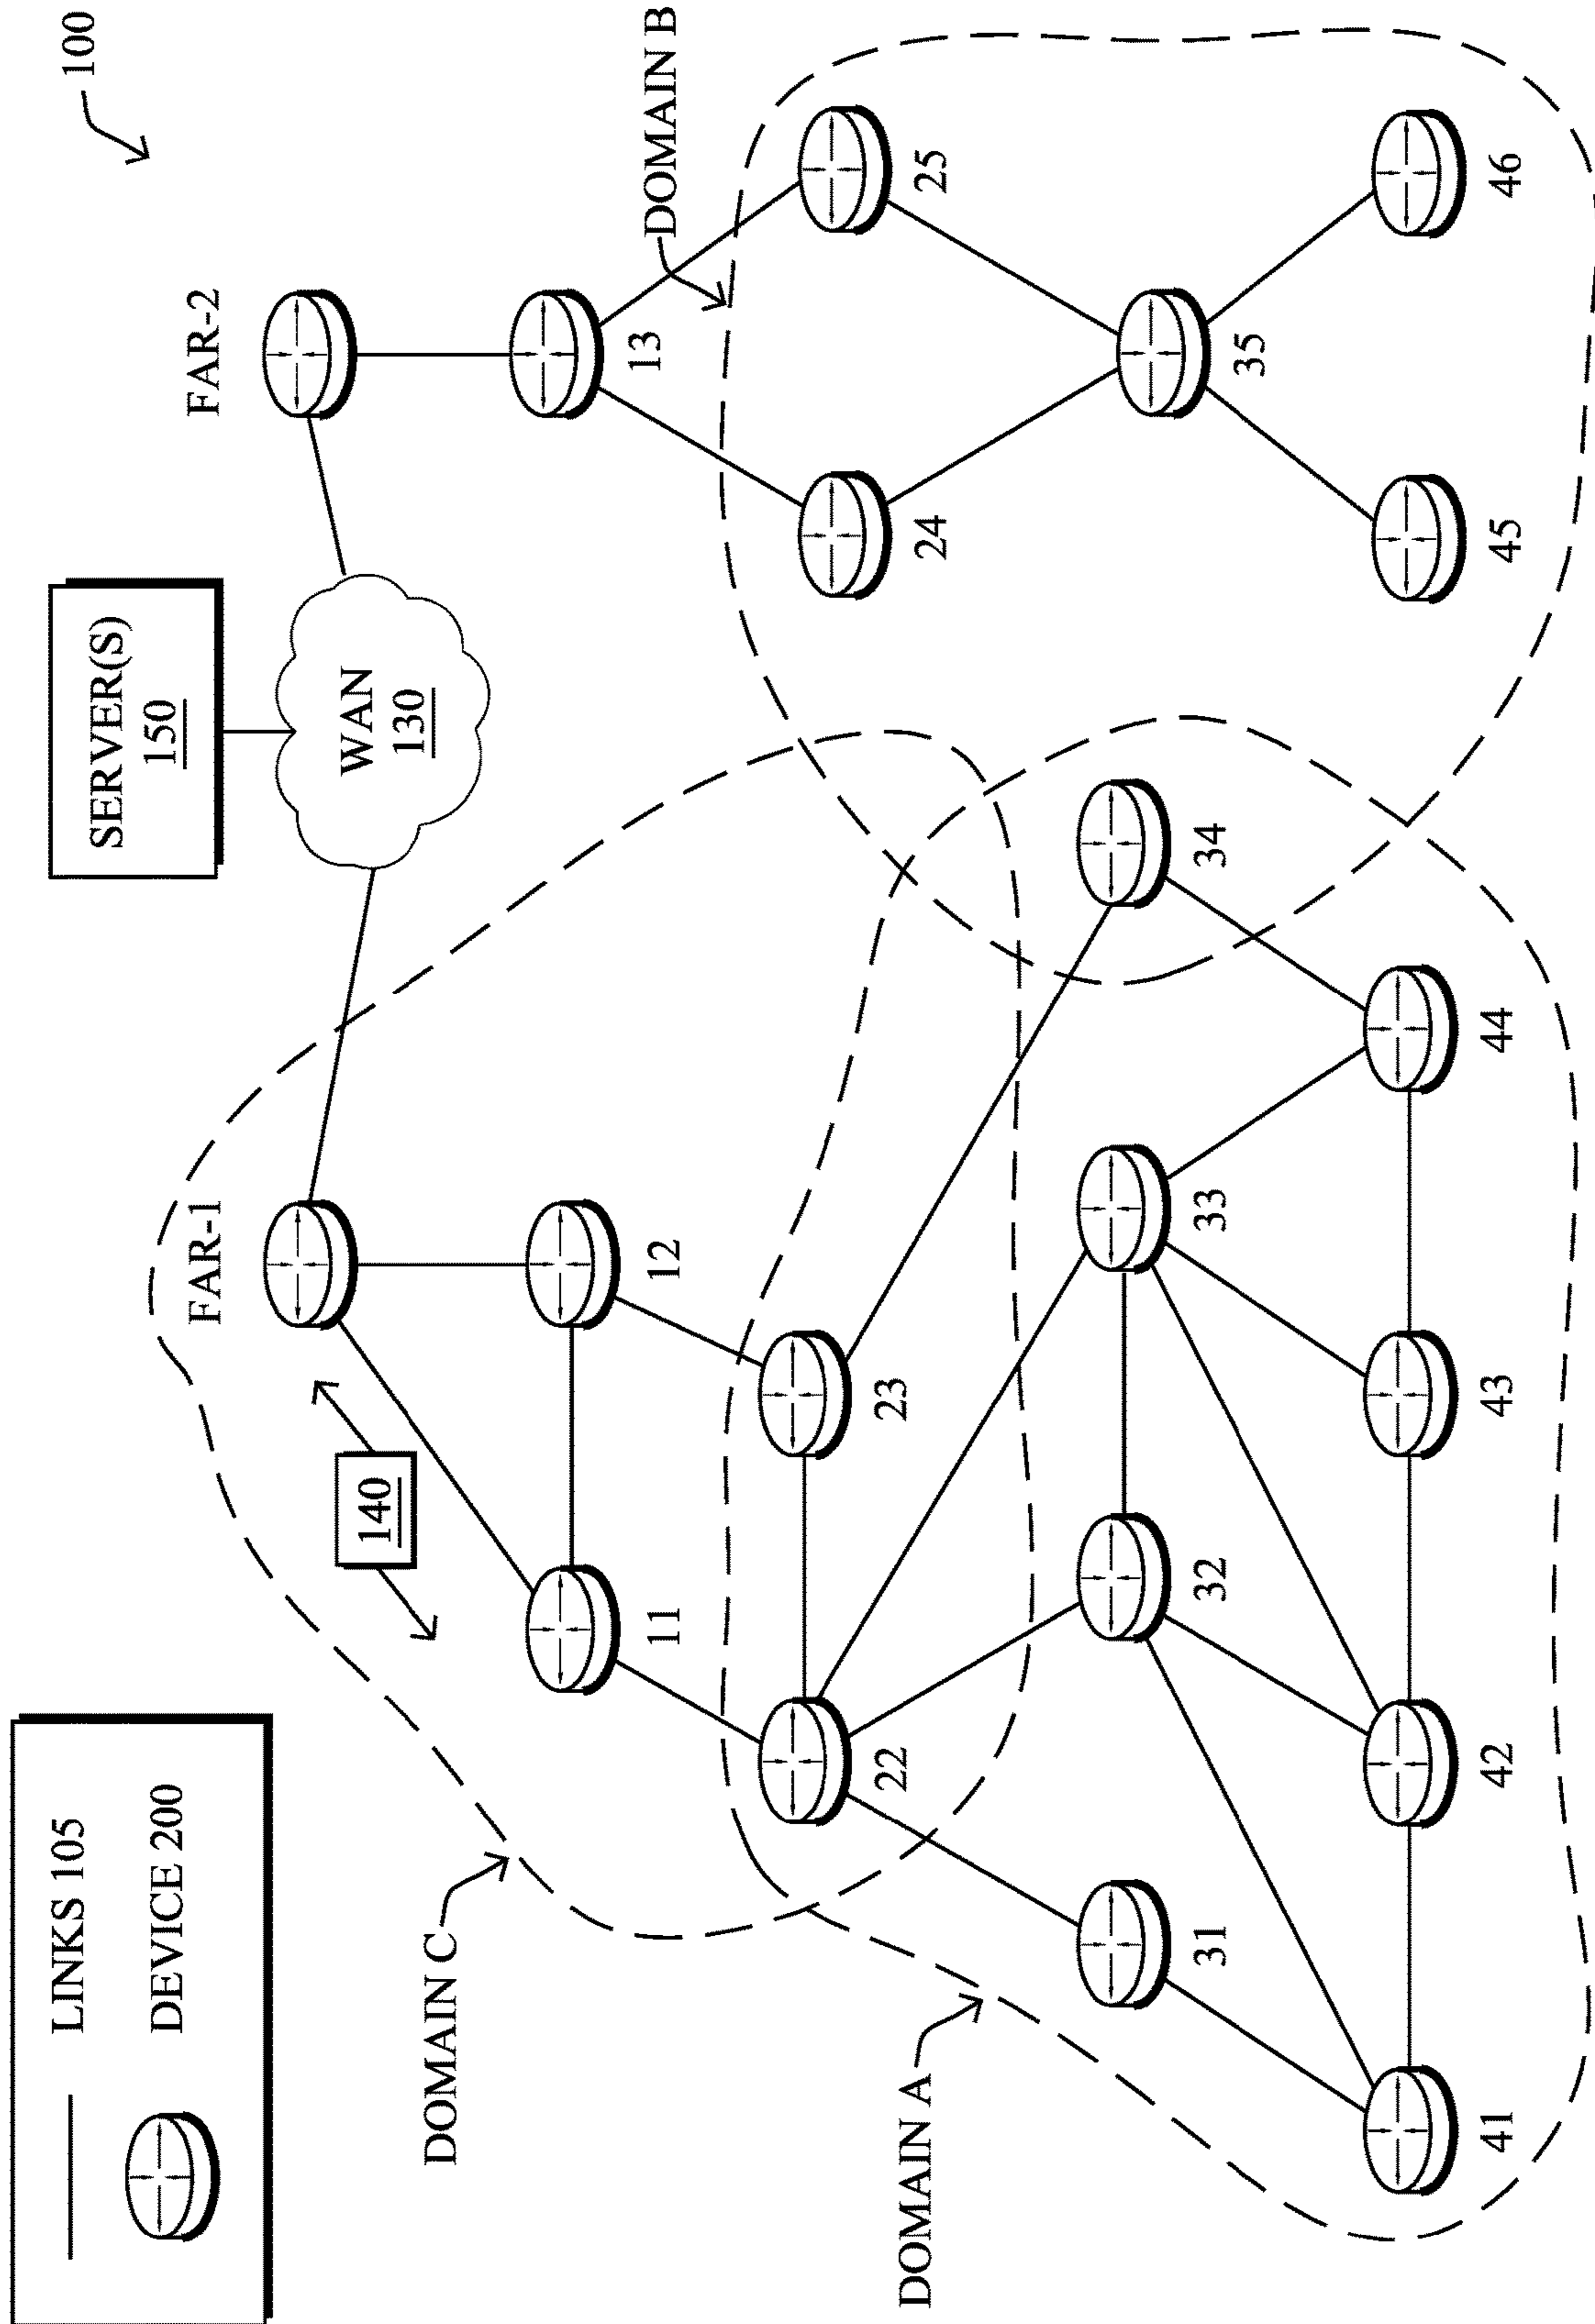 100
LINKS 105
DEVICE 200
SERVER(S)
150
WAN
130
FAR-1
FAR-2
140
11
12
13
DOMAIN C
DOMAIN B
22
23
24
25
DOMAIN A
31
32
33
34
35
41
42
43
44
45
46